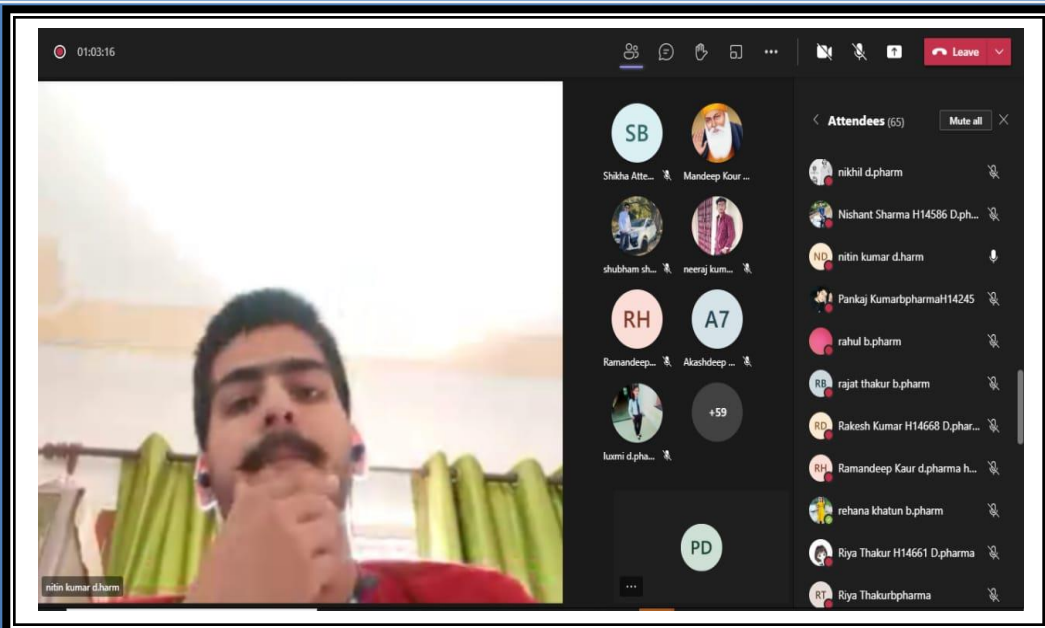 01:03:16
Leave
Attendees (65)
Mute all
SB
Shikha Atte...
Mandeep Kour ...
shubham sh...
neeraj kum...
RH
Ramandeep...
A7
Akashdeep ...
luxmi d.pha...
+59
PD
nitin kumar d.harm
nikhil d.pharm
Nishant Sharma H14586 D.ph...
ND nitin kumar d.harm
Pankaj KumarbpharmaH14245
rahul b.pharm
RB rajat thakur b.pharm
RD Rakesh Kumar H14668 D.phar...
RH Ramandeep Kaur d.pharma h...
rehana khatun b.pharm
Riya Thakur H14661 D.pharma
RT Riya Thakurbpharma